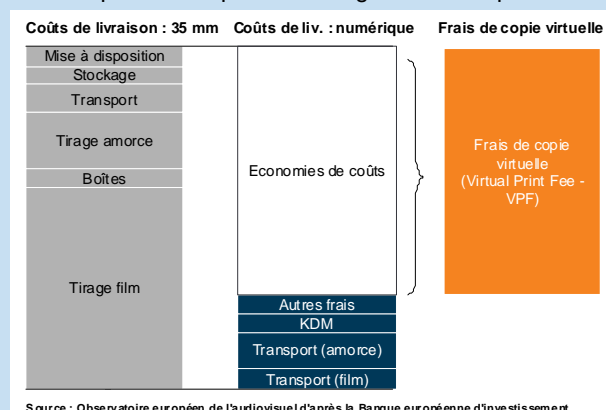 Coûts de livraison : 35 mm
Coûts de liv. : numérique
Frais de copie virtuelle
Mise à disposition
Stockage
Transport
Tirage amorce
Boîtes
Tirage film
Economies de coûts
Autres frais
KDM
Transport (amorce)
Transport (film)
Frais de copie
virtuelle
(Virtual Print Fee -
VPF)
Source : Observatoire européen de l'audiovisuel d'après la Banque européenne d'investissement